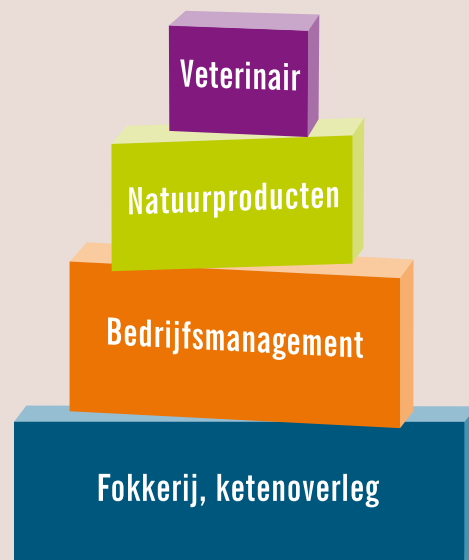 Veterinair
Natuurproducten
Bedrijfsmanagement
Fokkerij, ketenoverleg